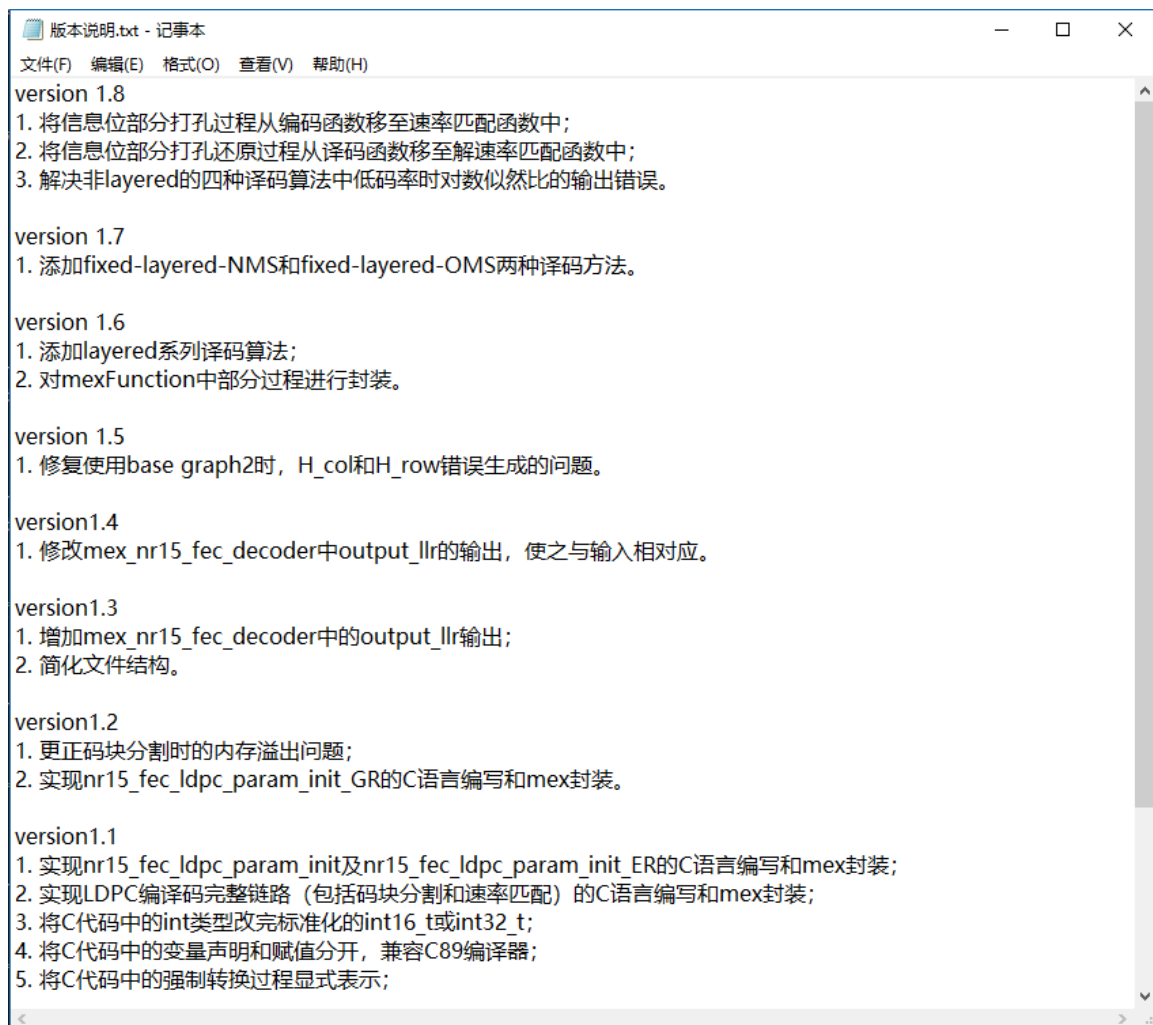 版本说明.txt - 记事本
文件(F) 编辑(E) 格式(O) 查看(V) 帮助(H)
version 1.8
1. 将信息位部分打孔过程从编码函数移至速率匹配函数中；
2. 将信息位部分打孔还原过程从译码函数移至解速率匹配函数中；
3. 解决非layered的四种译码算法中低码率时对数似然比的输出错误。
version 1.7
1. 添加fixed-layered-NMS和fixed-layered-OMS两种译码方法。
version 1.6
1. 添加layered系列译码算法；
2. 对mexFunction中部分过程进行封装。
version 1.5
1. 修复使用base graph2时，H_col和H_row错误生成的问题。
version1.4
1. 修改mex_nr15_fec_decoder中output_llr的输出，使之与输入相对应。
version1.3
1. 增加mex_nr15_fec_decoder中的output_llr输出；
2. 简化文件结构。
version1.2
1. 更正码块分割时的内存溢出问题；
2. 实现nr15_fec_ldpc_param_init_GR的C语言编写和mex封装。
version1.1
1. 实现nr15_fec_ldpc_param_init及nr15_fec_ldpc_param_init_ER的C语言编写和mex封装；
2. 实现LDPC编译码完整链路（包括码块分割和速率匹配）的C语言编写和mex封装；
3. 将C代码中的int类型改完标准化的int16_t或int32_t；
4. 将C代码中的变量声明和赋值分开，兼容C89编译器；
5. 将C代码中的强制转换过程显式表示；